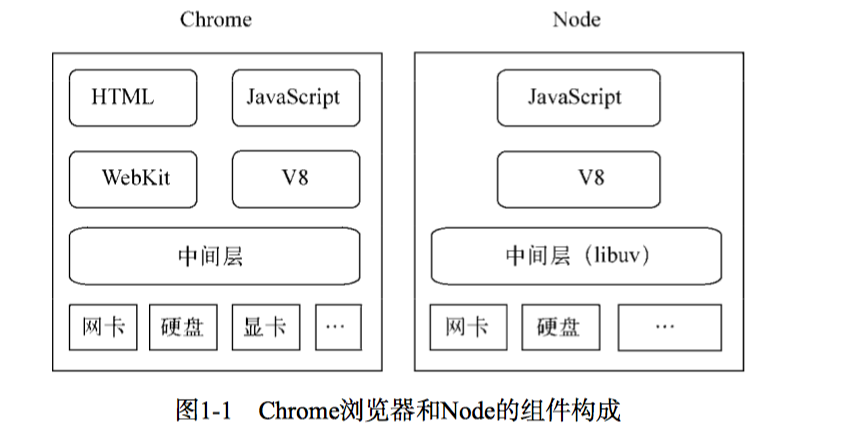 Chrome Node
HTML JavaScript JavaScript
WebKit V8 V8
中间层 中间层（libuv）
网卡 硬盘 显卡 … 网卡 硬盘 …
图1-1 Chrome浏览器和Node的组件构成